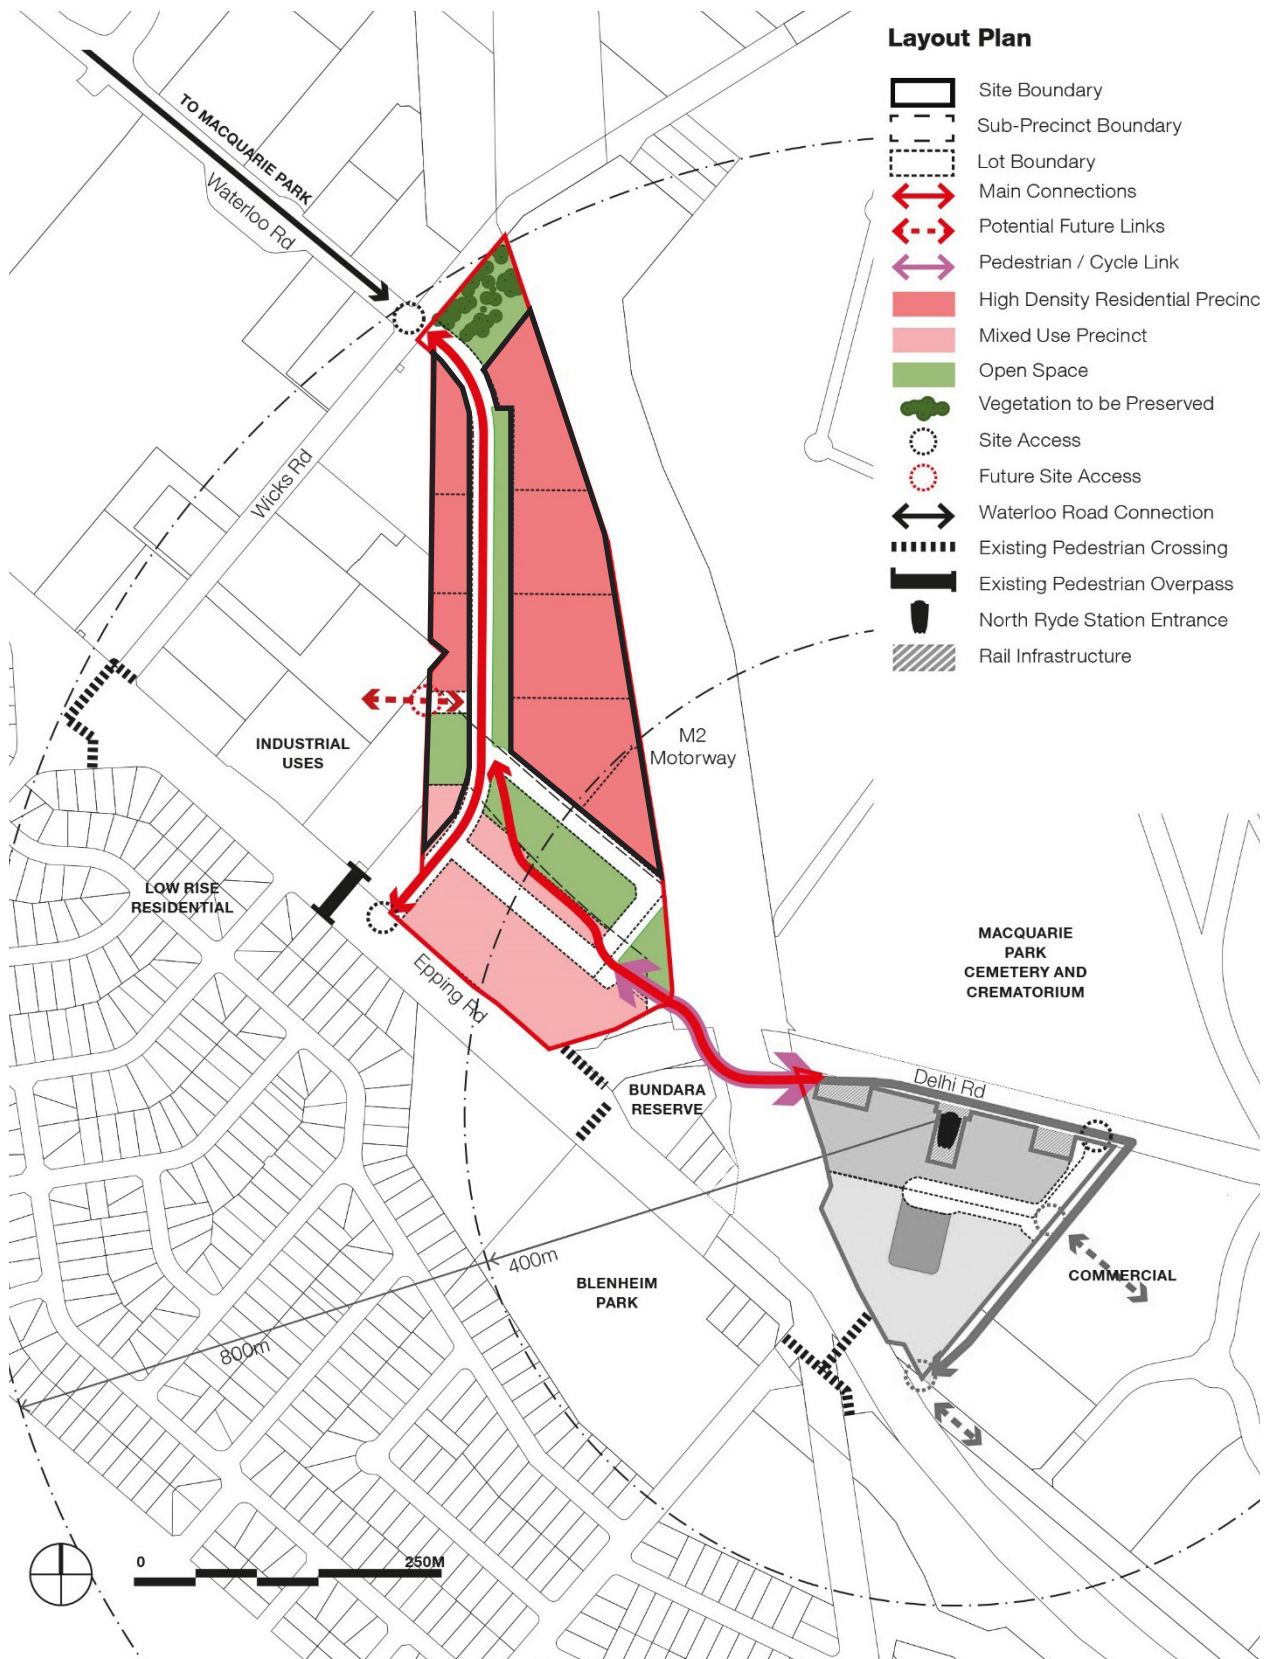 Layout Plan
Site Boundary
Sub-Precinct Boundary
Lot Boundary
Main Connections
Potential Future Links
Pedestrian / Cycle Link
High Density Residential Precinc
Mixed Use Precinct
Open Space
Vegetation to be Preserved
Site Access
Future Site Access
Waterloo Road Connection
Existing Pedestrian Crossing
Existing Pedestrian Overpass
North Ryde Station Entrance
Rail Infrastructure
TO MACQUARIE PARK
Waterloo Rd
Wicks Rd
INDUSTRIAL
USES
M2
Motorway
LOW RISE
RESIDENTIAL
Epping Rd
MACQUARIE
PARK
CEMETERY AND
CREMATORIUM
BUNDARA
RESERVE
Delhi Rd
400m
BLENHEIM
PARK
COMMERCIAL
800m
0
250M